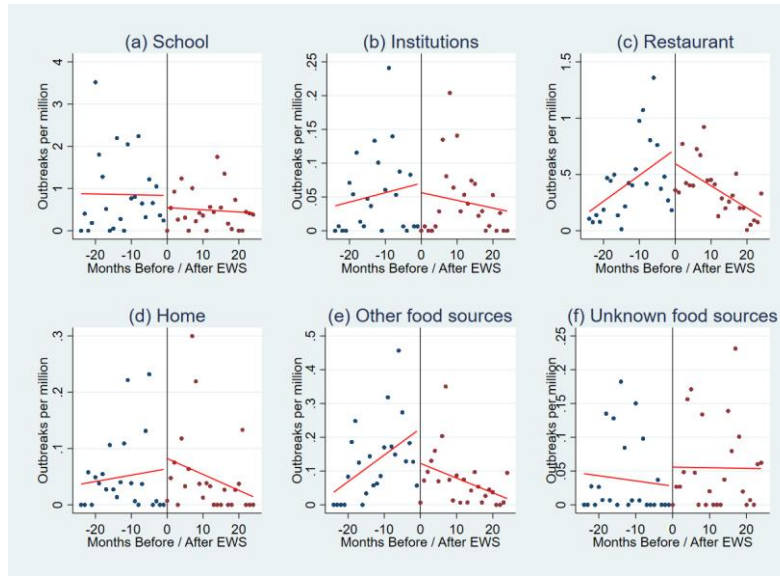 (a) School
Outbreaks per million
4
3
2
1
0
-20 -10 0 10 20
Months Before / After EWS
(b) Institutions
Outbreaks per million
.25
.2
.15
.1
.05
0
-20 -10 0 10 20
Months Before / After EWS
(c) Restaurant
Outbreaks per million
1.5
1
.5
0
-20 -10 0 10 20
Months Before / After EWS
(d) Home
Outbreaks per million
.3
.2
.1
0
-20 -10 0 10 20
Months Before / After EWS
(e) Other food sources
Outbreaks per million
.5
.4
.3
.2
.1
0
-20 -10 0 10 20
Months Before / After EWS
(f) Unknown food sources
Outbreaks per million
.25
.2
.15
.1
.05
0
-20 -10 0 10 20
Months Before / After EWS